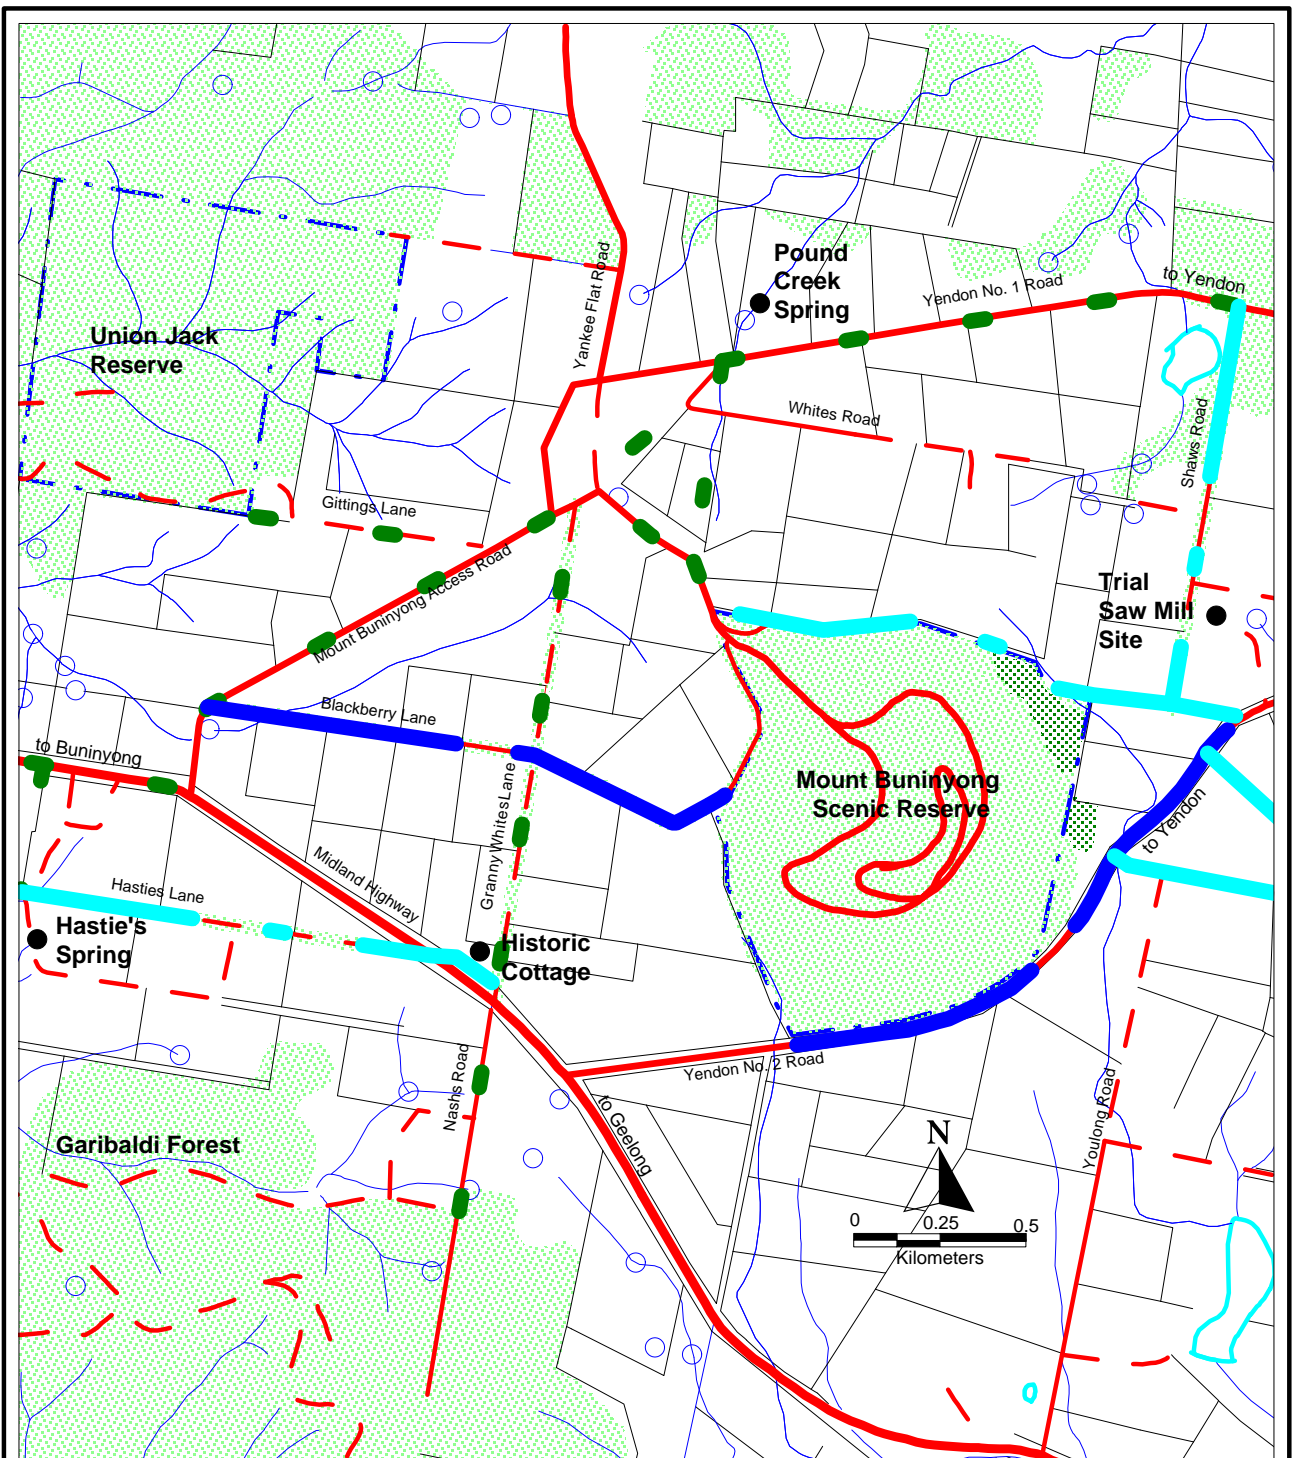 Pound
Creek
Spring
to Yendon
Yendon No. 1 Road
Yankee Flat Road
Union Jack
Reserve
Whites Road
Shaws Road
Gittings Lane
Mount Buninyong Access Road
Trial
Saw Mill
Site
Blackberry Lane
to Buninyong
Granny Whites Lane
Mount Buninyong
Scenic Reserve
to Yendon
Midland Highway
Hasties Lane
Hastie's
Spring
Historic
Cottage
Yendon No. 2 Road
Nashs Road
to Geelong
Youlong Road
Garibaldi Forest
N
0 0.25 0.5
Kilometers